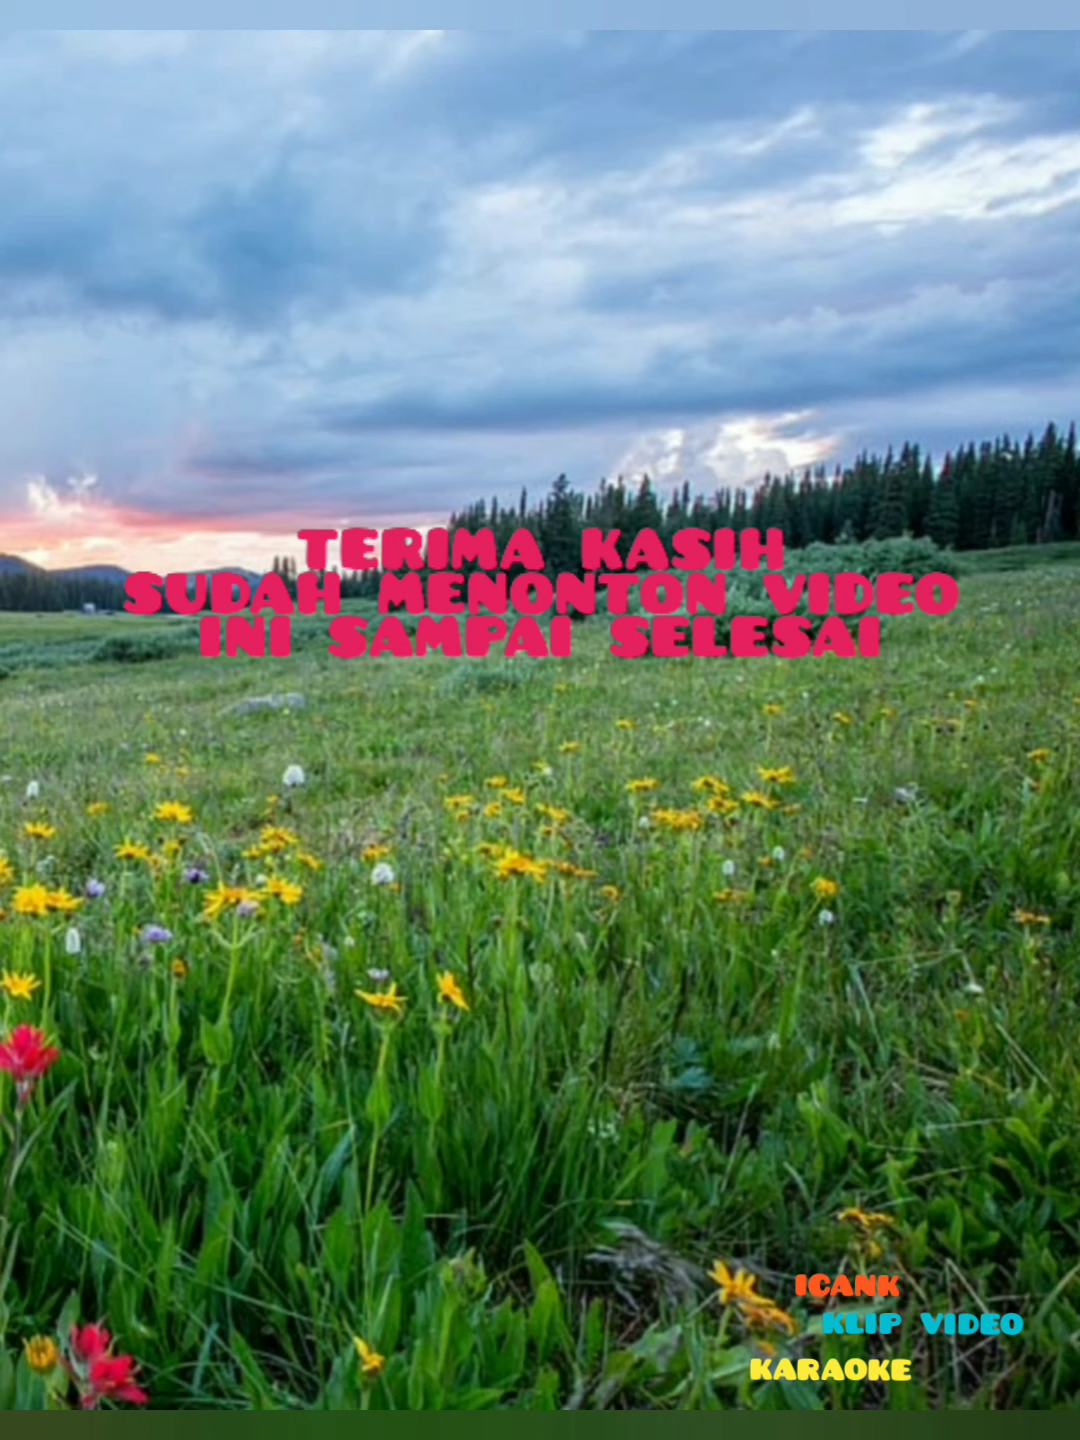 TERIMA KASIH
SUDAH MENONTON VIDEO
INI SAMPAI SELESAI
ICANK
KLIP VIDEO
KARAOKE